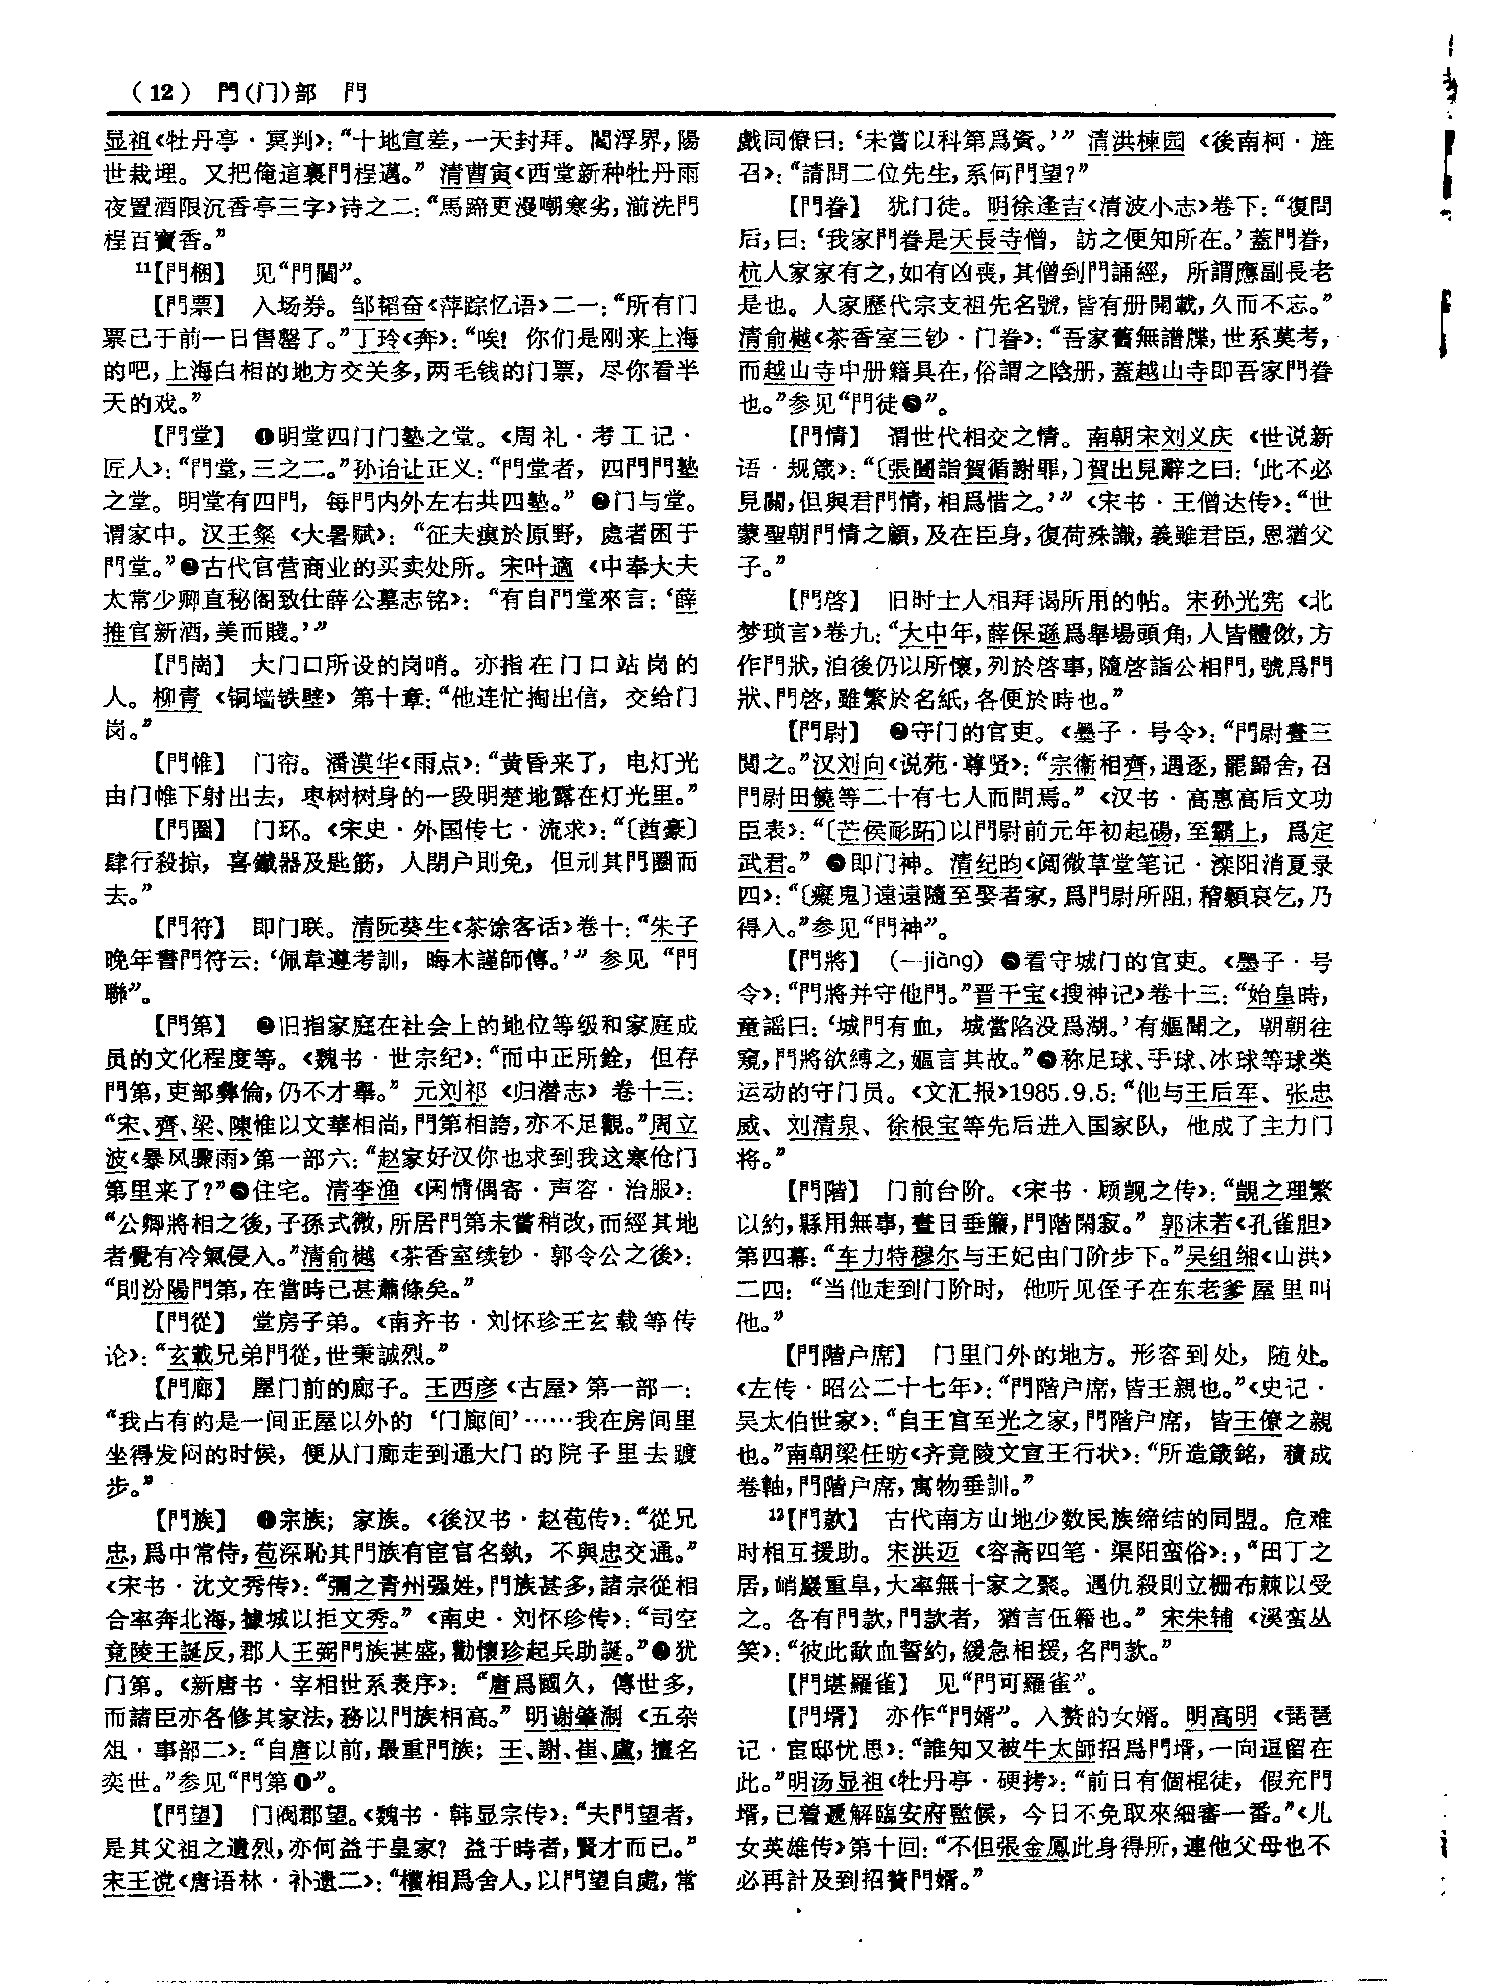 （12） 門(门)部 門
显祖《牡丹亭·冥判》：“十地宣差，一天封拜。閻浮界，陽
世栽埋。又把俺這裏門桯邁。”清曹寅《西堂新种牡丹雨
夜置酒限沉香亭三字》诗之二：“馬蹄更漫嘲寒劣，湔洗門
桯百寳香。”
11【門梱】 见“門閫”。
【門票】 入场券。邹韬奋《萍踪忆语》二一：“所有门
票已于前一日售罄了。”丁玲《奔》：“唉！你们是刚来上海
的吧，上海白相的地方交关多，两毛钱的门票，尽你看半
天的戏。”
【門堂】 ❶明堂四门门塾之堂。《周礼·考工记·
匠人》：“門堂，三之二。”孙诒让正义：“門堂者，四門門塾
之堂。明堂有四門，每門内外左右共四塾。”❷门与堂。
谓家中。汉王粲《大暑赋》：“征夫瘼於原野，處者困于
門堂。”❸古代官营商业的买卖处所。宋叶適《中奉大夫
太常少卿直秘阁致仕薛公墓志铭》：“有自門堂來言：‘薛
推官新酒，美而賤。’”
【門崗】 大门口所设的岗哨。亦指在门口站岗的
人。柳青《铜墙铁壁》第十章：“他连忙掏出信，交给门
岗。”
【門帷】 门帘。潘漠华《雨点》：“黄昏来了，电灯光
由门帷下射出去，枣树树身的一段明楚地露在灯光里。”
【門圈】 门环。《宋史·外国传七·流求》：“〔酋豪〕
肆行殺掠，喜鐵器及匙筯，人閉户則免，但刓其門圈而
去。”
【門符】 即门联。清阮葵生《茶馀客话》卷十：“朱子
晚年書門符云：‘佩韋遵考訓，晦木謹師傳。’”参见“門
聯”。
【門第】 ❶旧指家庭在社会上的地位等级和家庭成
员的文化程度等。《魏书·世宗纪》：“而中正所銓，但存
門第，吏部彝倫，仍不才舉。”元刘祁《归潜志》卷十三：
“宋、齊、梁、陳惟以文華相尚，門第相誇，亦不足觀。”周立
波《暴风骤雨》第一部六：“赵家好汉你也求到我这寒伧门
第里来了？”❷住宅。清李渔《闲情偶寄·声容·治服》：
“公卿將相之後，子孫式微，所居門第未嘗稍改，而經其地
者覺有冷氣侵入。”清俞樾《茶香室续钞·郭令公之後》：
“則汾陽門第，在當時已甚蕭條矣。”
【門從】 堂房子弟。《南齐书·刘怀珍王玄载等传
论》：“玄載兄弟門從，世秉誠烈。”
【門廊】 屋门前的廊子。王西彦《古屋》第一部一：
“我占有的是一间正屋以外的‘门廊间’……我在房间里
坐得发闷的时候，便从门廊走到通大门的院子里去踱
步。”
【門族】 ❶宗族；家族。《後汉书·赵苞传》：“從兄
忠，爲中常侍，苞深恥其門族有宦官名埶，不與忠交通。”
《宋书·沈文秀传》：“彌之青州强姓，門族甚多，諸宗從相
合率奔北海，據城以拒文秀。”《南史·刘怀珍传》：“司空
竟陵王誕反，郡人王弼門族甚盛，勸懷珍起兵助誕。”❷犹
门第。《新唐书·宰相世系表序》：“唐爲國久，傳世多，
而諸臣亦各修其家法，務以門族相高。”明谢肇淛《五杂
俎·事部二》：“自唐以前，最重門族；王、謝、崔、盧，擅名
奕世。”参见“門第❶”。
【門望】 门阀郡望。《魏书·韩显宗传》：“夫門望者，
是其父祖之遺烈，亦何益于皇家？益于時者，賢才而已。”
宋王谠《唐语林·补遗二》：“權相爲舍人，以門望自處，常
戲同僚曰：‘未嘗以科第爲資。’”清洪楝园《後南柯·旌
召》：“請問二位先生，系何門望？”
【門眷】 犹门徒。明徐逢吉《清波小志》卷下：“復問
后，曰：‘我家門眷是天長寺僧，訪之便知所在。’蓋門眷，
杭人家家有之，如有凶喪，其僧到門誦經，所謂應副長老
是也。人家歷代宗支祖先名號，皆有册開載，久而不忘。”
清俞樾《茶香室三钞·门眷》：“吾家舊無譜牒，世系莫考，
而越山寺中册籍具在，俗謂之陰册，蓋越山寺即吾家門眷
也。”参见“門徒❺”。
【門情】 谓世代相交之情。南朝宋刘义庆《世说新
语·规箴》：“〔張闓詣賀循謝罪，〕賀出見辭之曰：‘此不必
見關，但與君門情，相爲惜之。’”《宋书·王僧达传》：“世
蒙聖朝門情之顧，及在臣身，復荷殊識，義雖君臣，恩猶父
子。”
【門啓】 旧时士人相拜谒所用的帖。宋孙光宪《北
梦琐言》卷九：“大中年，薛保遜爲舉場頭角，人皆體倣，方
作門狀，洎後仍以所懷，列於啓事，隨啓詣公相門，號爲門
狀、門啓，雖繁於名紙，各便於時也。”
【門尉】 ❶守门的官吏。《墨子·号令》：“門尉晝三
閲之。”汉刘向《说苑·尊贤》：“宗衛相齊，遇逐，罷歸舍，召
門尉田饒等二十有七人而問焉。”《汉书·高惠高后文功
臣表》：“〔芒侯耏跖〕以門尉前元年初起碭，至霸上，爲定
武君。”❷即门神。清纪昀《阅微草堂笔记·滦阳消夏录
四》：“〔癡鬼〕遠遠隨至娶者家，爲門尉所阻，稽顙哀乞，乃
得入。”参见“門神”。
【門將】 （—jiàng）❶看守城门的官吏。《墨子·号
令》：“門將并守他門。”晋干宝《搜神记》卷十三：“始皇時，
童謡曰：‘城門有血，城當陷没爲湖。’有嫗聞之，朝朝往
窺，門將欲縛之，嫗言其故。”❷称足球、手球、冰球等球类
运动的守门员。《文汇报》1985.9.5：“他与王后军、张忠
威、刘清泉、徐根宝等先后进入国家队，他成了主力门
将。”
【門階】 门前台阶。《宋书·顾觊之传》：“覬之理繁
以約，縣用無事，晝日垂簾，門階閑寂。”郭沫若《孔雀胆》
第四幕：“车力特穆尔与王妃由门阶步下。”吴组缃《山洪》
二四：“当他走到门阶时，他听见侄子在东老爹屋里叫
他。”
【門階户席】 门里门外的地方。形容到处，随处。
《左传·昭公二十七年》：“門階户席，皆王親也。”《史记·
吴太伯世家》：“自王宫至光之家，門階户席，皆王僚之親
也。”南朝梁任昉《齐竟陵文宣王行状》：“所造箴銘，積成
卷軸，門階户席，寓物垂訓。”
12【門款】 古代南方山地少数民族缔结的同盟。危难
时相互援助。宋洪迈《容斋四笔·渠阳蛮俗》：，“田丁之
居，峭巖重阜，大率無十家之聚。遇仇殺則立栅布棘以受
之。各有門款，門款者，猶言伍籍也。”宋朱辅《溪蛮丛
笑》：“彼此歃血誓約，緩急相援，名門款。”
【門堪羅雀】 见“門可羅雀”。
【門壻】 亦作“門婿”。入赘的女婿。明高明《琵琶
记·宦邸忧思》：“誰知又被牛太師招爲門壻，一向逗留在
此。”明汤显祖《牡丹亭·硬拷》：“前日有個棍徒，假充門
壻，已着遞解臨安府監候，今日不免取來細審一番。”《儿
女英雄传》第十回：“不但張金鳳此身得所，連他父母也不
必再計及到招贅門婿。”